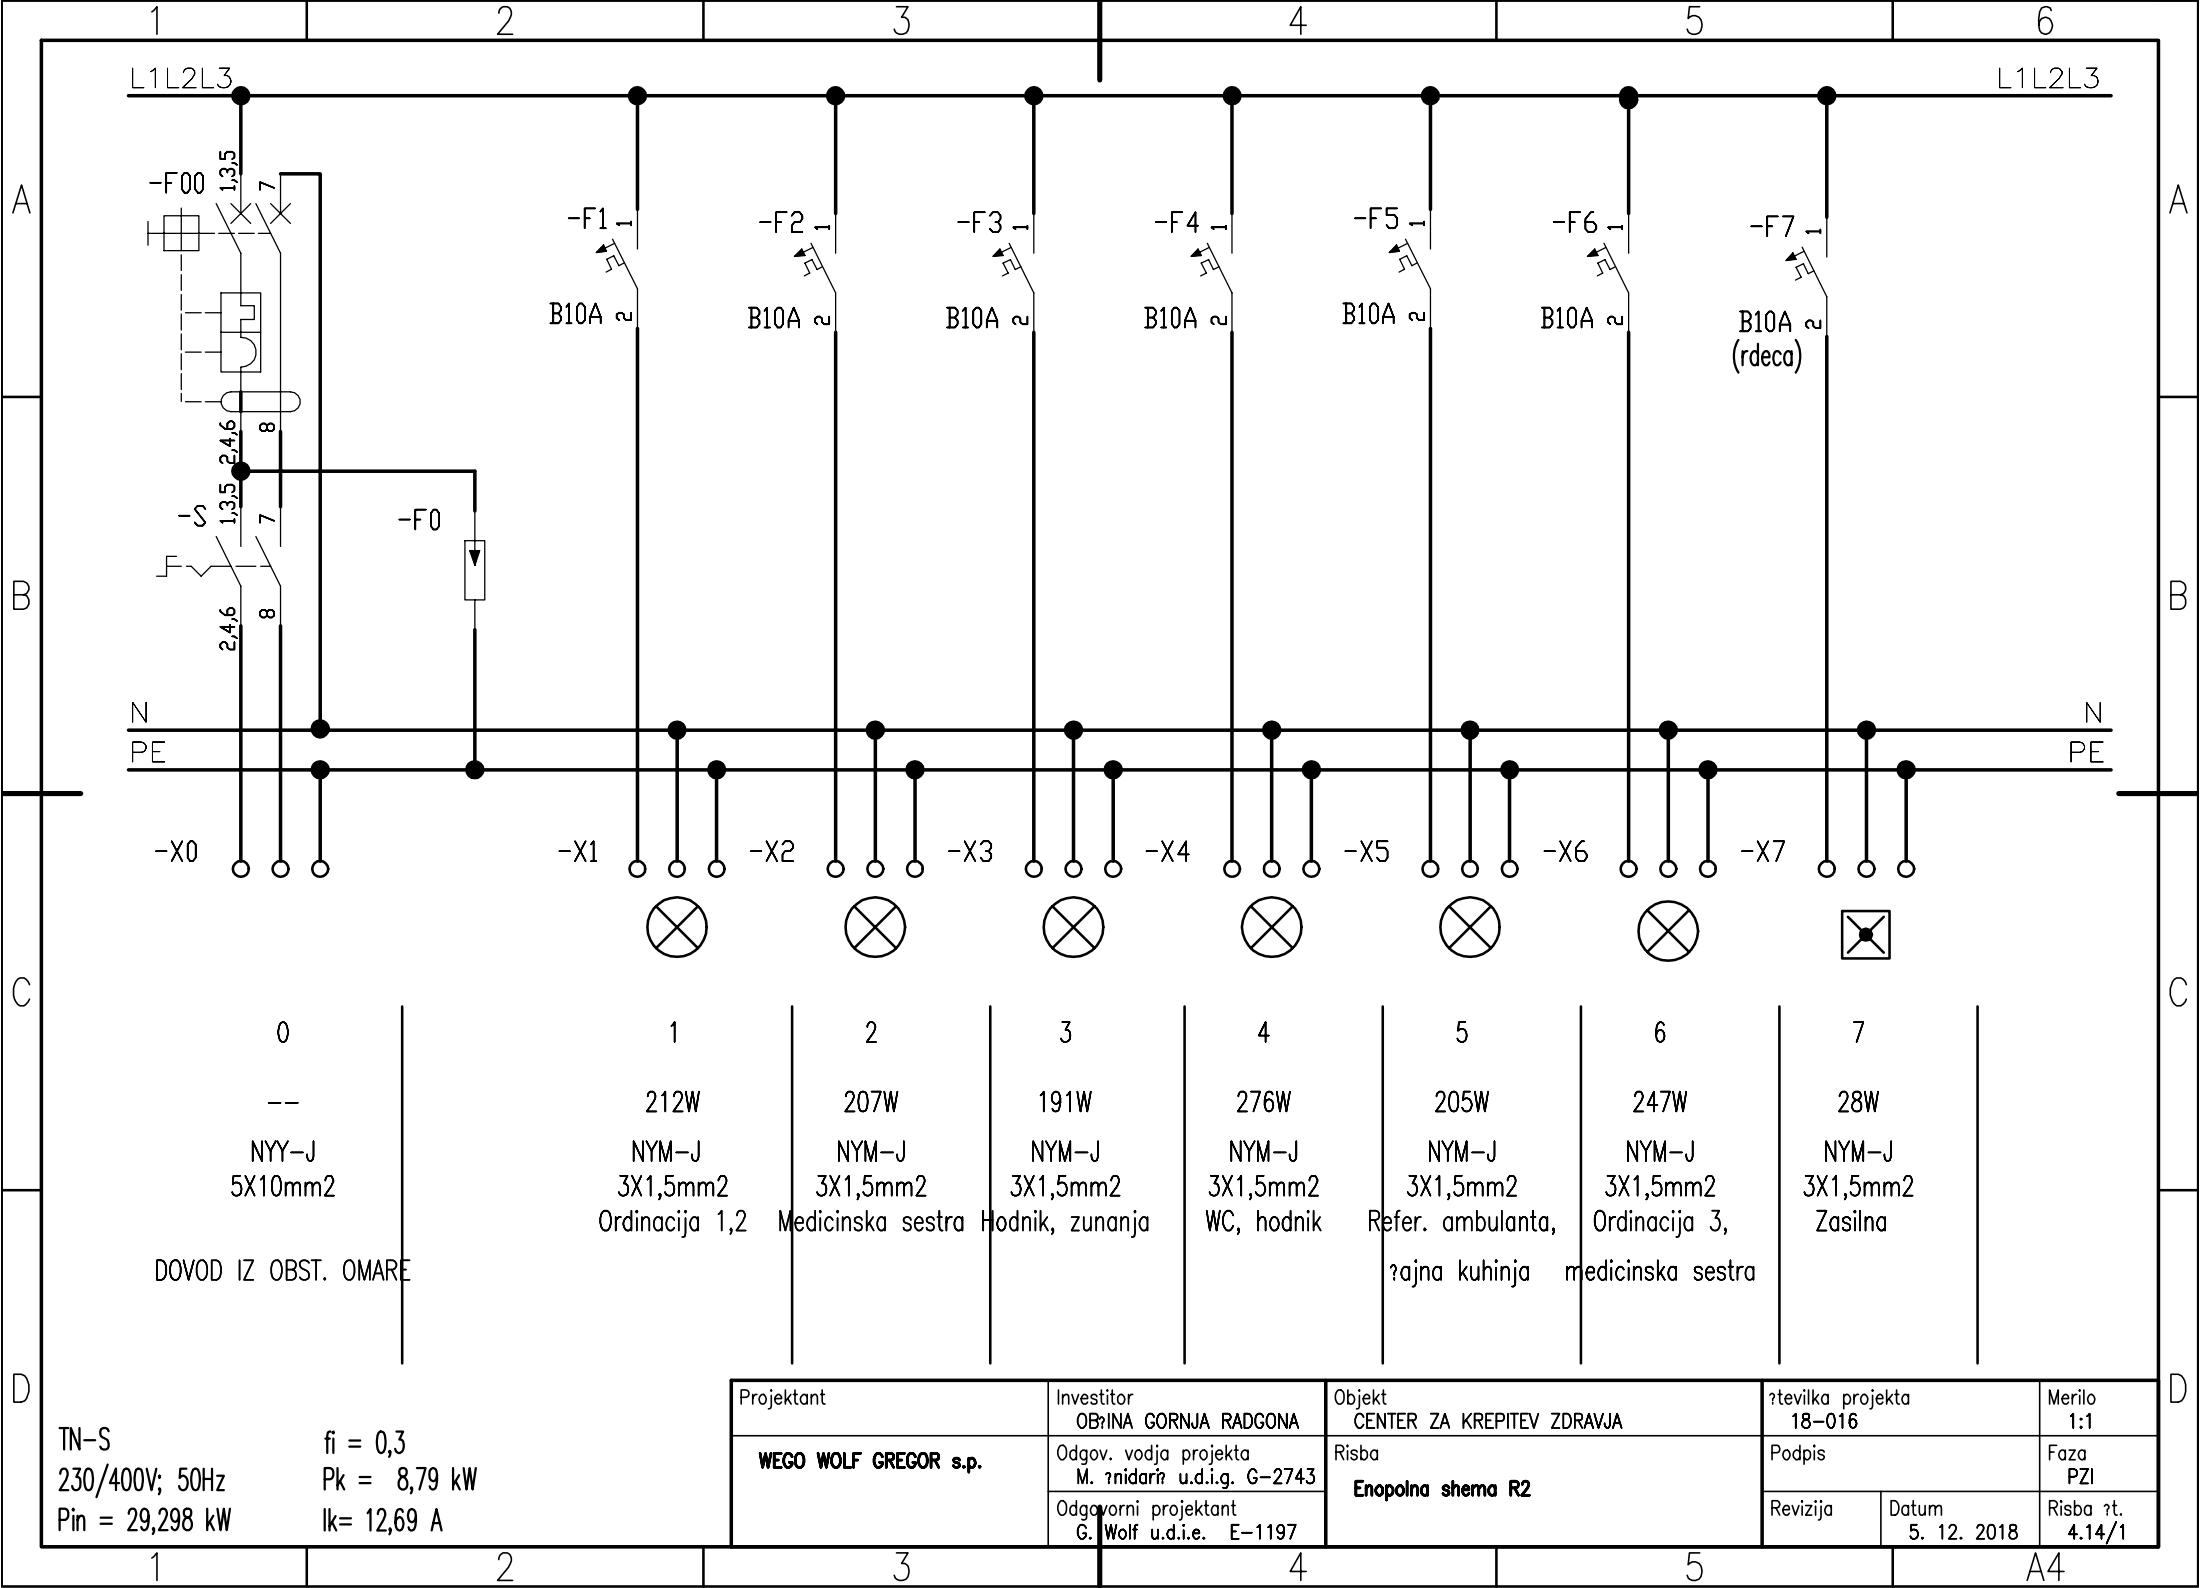 1 2 3 4 5 6
L1L2L3 L1L2L3
A A
-F00 1,3,5 7
-F1 1 -F2 1 -F3 1 -F4 1 -F5 1 -F6 1 -F7 1
B10A 2 B10A 2 B10A 2 B10A 2 B10A 2 B10A 2 B10A 2
(rdeca)
2,4,6 8
-S 1,3,5 7 -F0
B B
2,4,6 8
N N
PE PE
-X0 -X1 -X2 -X3 -X4 -X5 -X6 -X7
C C
0 1 2 3 4 5 6 7
-- 212W 207W 191W 276W 205W 247W 28W
NYY-J NYM-J NYM-J NYM-J NYM-J NYM-J NYM-J NYM-J
5X10mm2 3X1,5mm2 3X1,5mm2 3X1,5mm2 3X1,5mm2 3X1,5mm2 3X1,5mm2 3X1,5mm2
Ordinacija 1,2 Medicinska sestra Hodnik, zunanja WC, hodnik Refer. ambulanta, Ordinacija 3, Zasilna
DOVOD IZ OBST. OMARE ?ajna kuhinja medicinska sestra
D D
TN-S fi = 0,3
230/400V; 50Hz Pk = 8,79 kW
Pin = 29,298 kW Ik= 12,69 A
Projektant
WEGO WOLF GREGOR s.p.
Investitor
OB?INA GORNJA RADGONA
Odgov. vodja projekta
M. ?nidari? u.d.i.g. G-2743
Odgovorni projektant
G. Wolf u.d.i.e. E-1197
Objekt
CENTER ZA KREPITEV ZDRAVJA
Risba
Enopolna shema R2
?tevilka projekta
18-016
Merilo
1:1
Podpis
Faza
PZI
Revizija
Datum
5. 12. 2018
Risba ?t.
4.14/1
1 2 3 4 5 A4